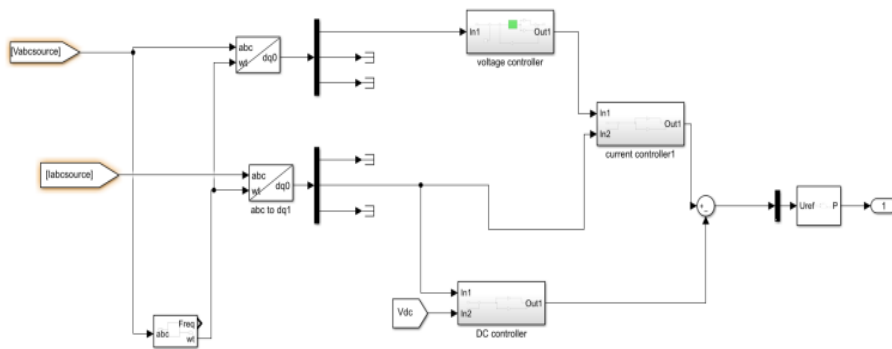 [Vabcsource]
abc
wt
dq0
In1
Out1
voltage controller
In1
In2
Out1
current controller1
[Iabcsource]
abc
wt
dq0
abc to dq1
+
-
Uref
P
1
Vdc
In1
In2
Out1
DC controller
abc
Freq
wt